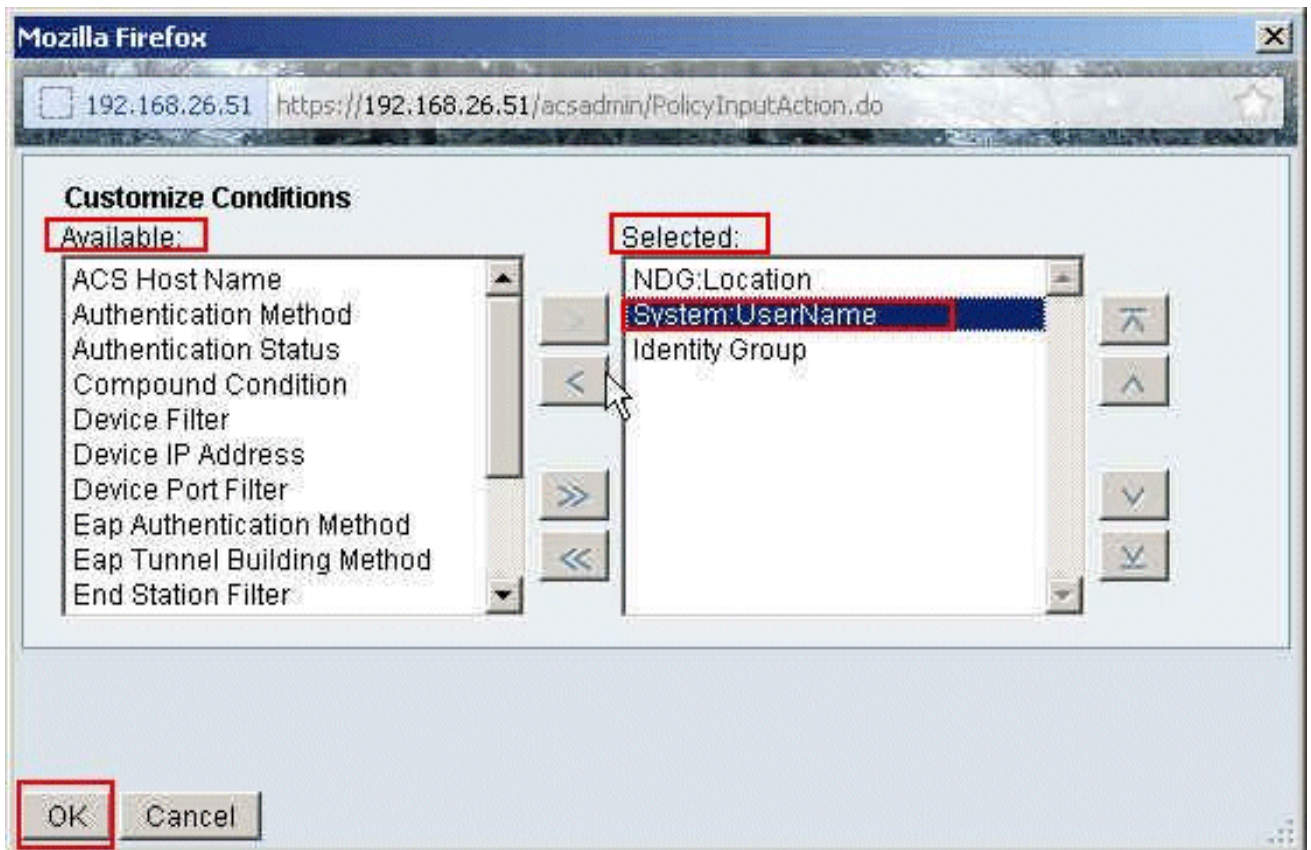 Mozilla Firefox
192.168.26.51 https://192.168.26.51/acsadmin/PolicyInputAction.do
Customize Conditions
Available:
ACS Host Name
Authentication Method
Authentication Status
Compound Condition
Device Filter
Device IP Address
Device Port Filter
Eap Authentication Method
Eap Tunnel Building Method
End Station Filter
Selected:
NDG:Location
System:UserName
Identity Group
OK
Cancel